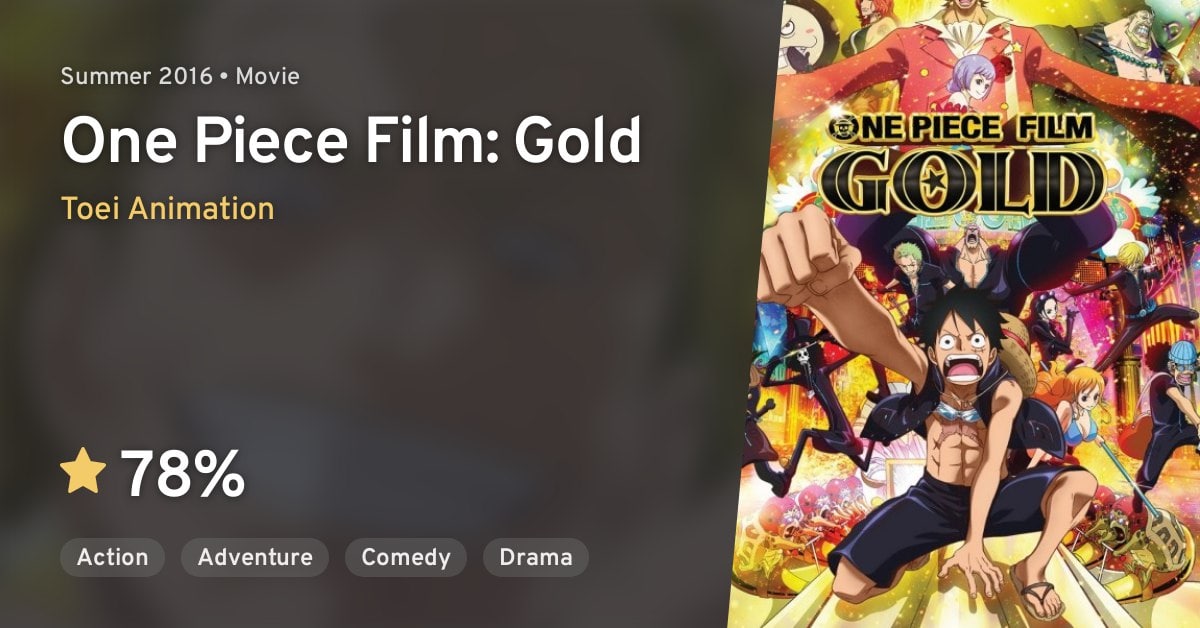 Summer 2016 • Movie
One Piece Film: Gold
Toei Animation
78%
Action
Adventure
Comedy
Drama
ONE PIECE FILM
GOLD